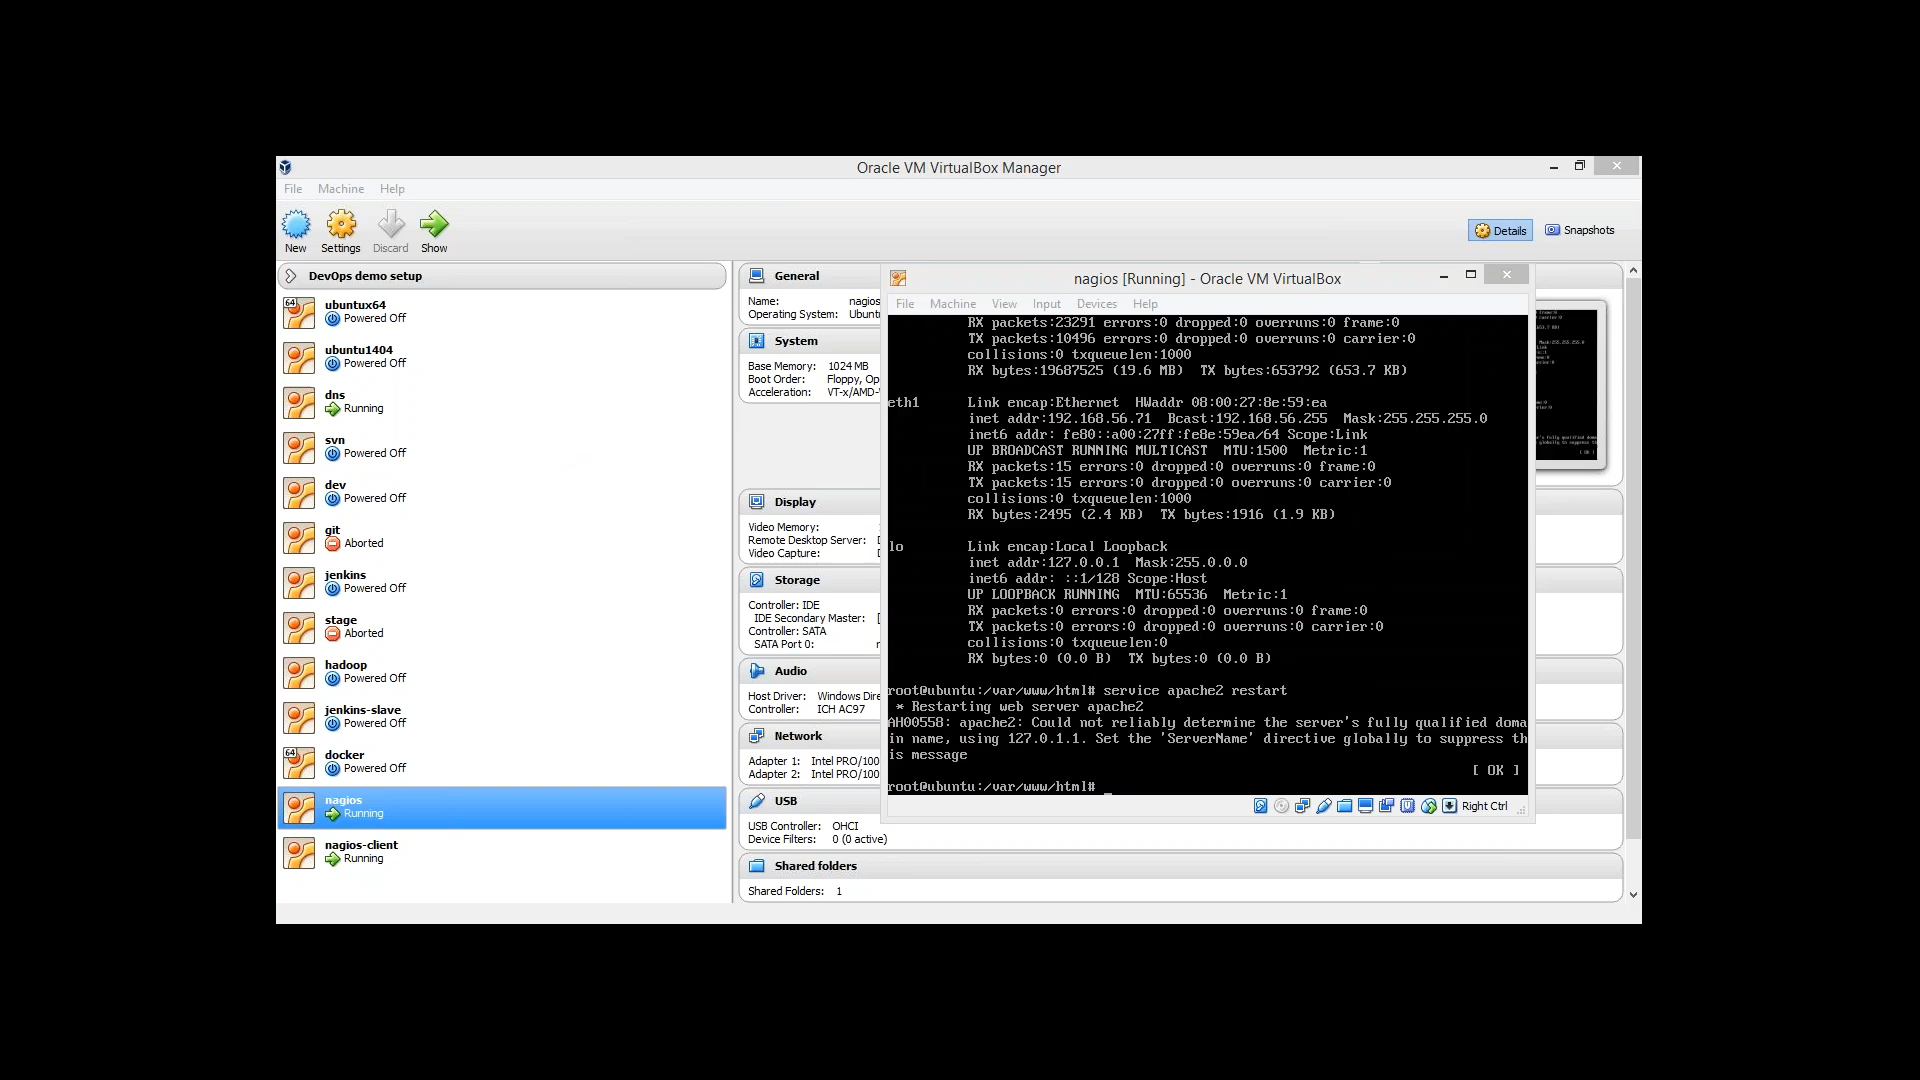 Oracle VM VirtualBox Manager
File Machine Help
New Settings Discard Show
Details Snapshots
DevOps demo setup
64 ubuntux64
Powered Off
ubuntu1404
Powered Off
dns
Running
svn
Powered Off
dev
Powered Off
git
Aborted
jenkins
Powered Off
stage
Aborted
hadoop
Powered Off
jenkins-slave
Powered Off
64 docker
Powered Off
nagios
Running
nagios-client
Running
General
Name: nagios
Operating System: Ubunt
System
Base Memory: 1024 MB
Boot Order: Floppy, Op
Acceleration: VT-x/AMD-
Display
Video Memory:
Remote Desktop Server:
Video Capture:
Storage
Controller: IDE
IDE Secondary Master: [
Controller: SATA
SATA Port 0:
Audio
Host Driver: Windows Dire
Controller: ICH AC97
Network
Adapter 1: Intel PRO/100
Adapter 2: Intel PRO/100
USB
USB Controller: OHCI
Device Filters: 0 (0 active)
Shared folders
Shared Folders: 1
nagios [Running] - Oracle VM VirtualBox
File Machine View Input Devices Help
RX packets:23291 errors:0 dropped:0 overruns:0 frame:0
TX packets:10496 errors:0 dropped:0 overruns:0 carrier:0
collisions:0 txqueuelen:1000
RX bytes:19687525 (19.6 MB) TX bytes:653792 (653.7 KB)
eth1 Link encap:Ethernet HWaddr 08:00:27:8e:59:ea
inet addr:192.168.56.71 Bcast:192.168.56.255 Mask:255.255.255.0
inet6 addr: fe80::a00:27ff:fe8e:59ea/64 Scope:Link
UP BROADCAST RUNNING MULTICAST MTU:1500 Metric:1
RX packets:15 errors:0 dropped:0 overruns:0 frame:0
TX packets:15 errors:0 dropped:0 overruns:0 carrier:0
collisions:0 txqueuelen:1000
RX bytes:2495 (2.4 KB) TX bytes:1916 (1.9 KB)
lo Link encap:Local Loopback
inet addr:127.0.0.1 Mask:255.0.0.0
inet6 addr: ::1/128 Scope:Host
UP LOOPBACK RUNNING MTU:65536 Metric:1
RX packets:0 errors:0 dropped:0 overruns:0 frame:0
TX packets:0 errors:0 dropped:0 overruns:0 carrier:0
collisions:0 txqueuelen:0
RX bytes:0 (0.0 B) TX bytes:0 (0.0 B)
root@ubuntu:/var/www/html# service apache2 restart
* Restarting web server apache2
AH00558: apache2: Could not reliably determine the server's fully qualified doma
in name, using 127.0.1.1. Set the 'ServerName' directive globally to suppress th
is message
[ OK ]
root@ubuntu:/var/www/html# _
Right Ctrl